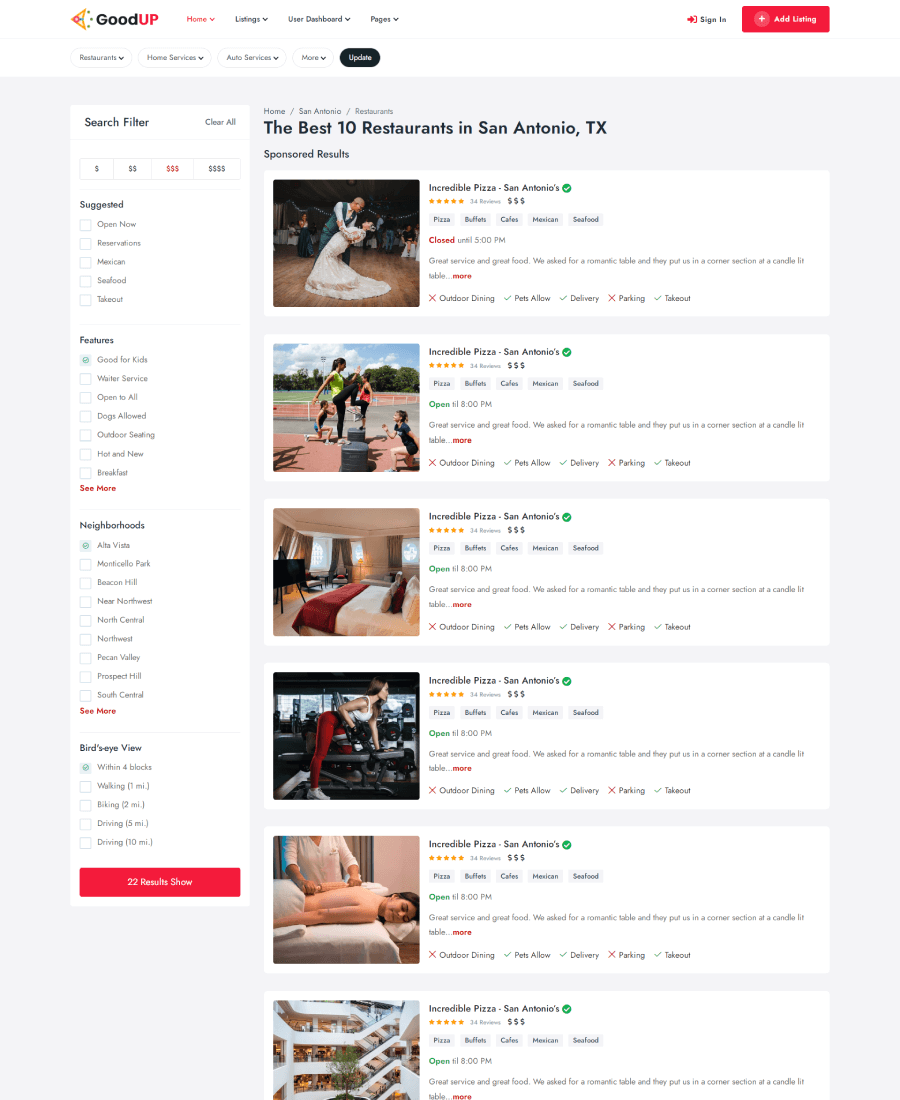 GoodUP
Home
Listings
User Dashboard
Pages
Sign In
Add Listing
Restaurants
Home Services
Auto Services
More
Update
Search Filter
Clear All
$
$$
$$$
$$$$
Suggested
Open Now
Reservations
Mexican
Seafood
Takeout
Features
Good for Kids
Waiter Service
Open to All
Dogs Allowed
Outdoor Seating
Hot and New
Breakfast
See More
Neighborhoods
Alta Vista
Monticello Park
Beacon Hill
Near Northwest
North Central
Northwest
Pecan Valley
Prospect Hill
South Central
See More
Bird's-eye View
Within 4 blocks
Walking (1 mi.)
Biking (2 mi.)
Driving (5 mi.)
Driving (10 mi.)
22 Results Show
Home / San Antonio / Restaurants
The Best 10 Restaurants in San Antonio, TX
Sponsored Results
Incredible Pizza - San Antonio's
34 Reviews $ $ $
Pizza Buffets Cafes Mexican Seafood
Closed until 5:00 PM
Great service and great food. We asked for a romantic table and they put us in a corner section at a candle lit
table...more
Outdoor Dining Pets Allow Delivery Parking Takeout
Incredible Pizza - San Antonio's
34 Reviews $ $ $
Pizza Buffets Cafes Mexican Seafood
Open til 8:00 PM
Great service and great food. We asked for a romantic table and they put us in a corner section at a candle lit
table...more
Outdoor Dining Pets Allow Delivery Parking Takeout
Incredible Pizza - San Antonio's
34 Reviews $ $ $
Pizza Buffets Cafes Mexican Seafood
Open til 8:00 PM
Great service and great food. We asked for a romantic table and they put us in a corner section at a candle lit
table...more
Outdoor Dining Pets Allow Delivery Parking Takeout
Incredible Pizza - San Antonio's
34 Reviews $ $ $
Pizza Buffets Cafes Mexican Seafood
Open til 8:00 PM
Great service and great food. We asked for a romantic table and they put us in a corner section at a candle lit
table...more
Outdoor Dining Pets Allow Delivery Parking Takeout
Incredible Pizza - San Antonio's
34 Reviews $ $ $
Pizza Buffets Cafes Mexican Seafood
Open til 8:00 PM
Great service and great food. We asked for a romantic table and they put us in a corner section at a candle lit
table...more
Outdoor Dining Pets Allow Delivery Parking Takeout
Incredible Pizza - San Antonio's
34 Reviews $ $ $
Pizza Buffets Cafes Mexican Seafood
Open til 8:00 PM
Great service and great food. We asked for a romantic table and they put us in a corner section at a candle lit
table...more